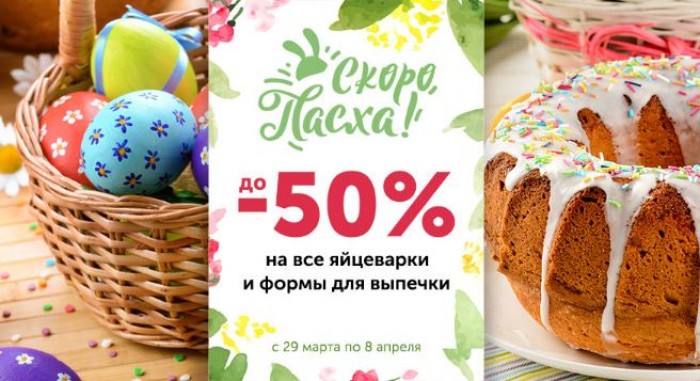 Скоро,
Пасха!
до
-50%
на все яйцеварки
и формы для выпечки
с 29 марта по 8 апреля